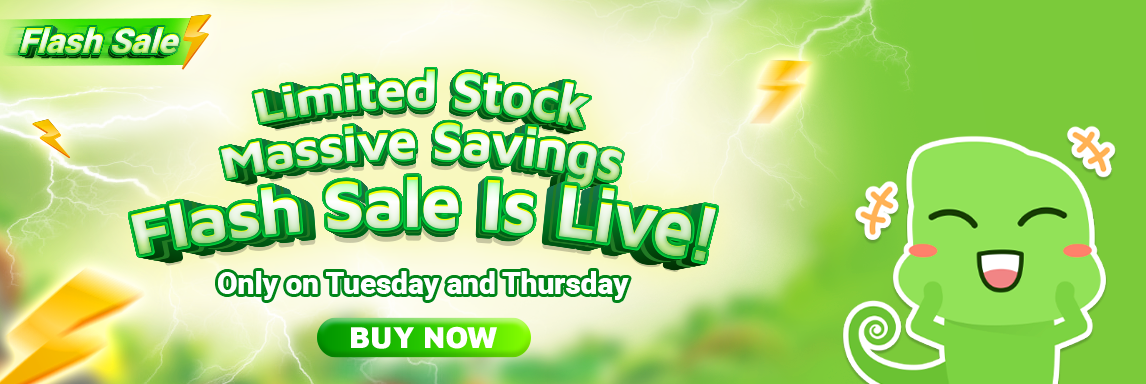 Flash Sale
Limited Stock
Massive Savings
Flash Sale Is Live!
Only on Tuesday and Thursday
BUY NOW